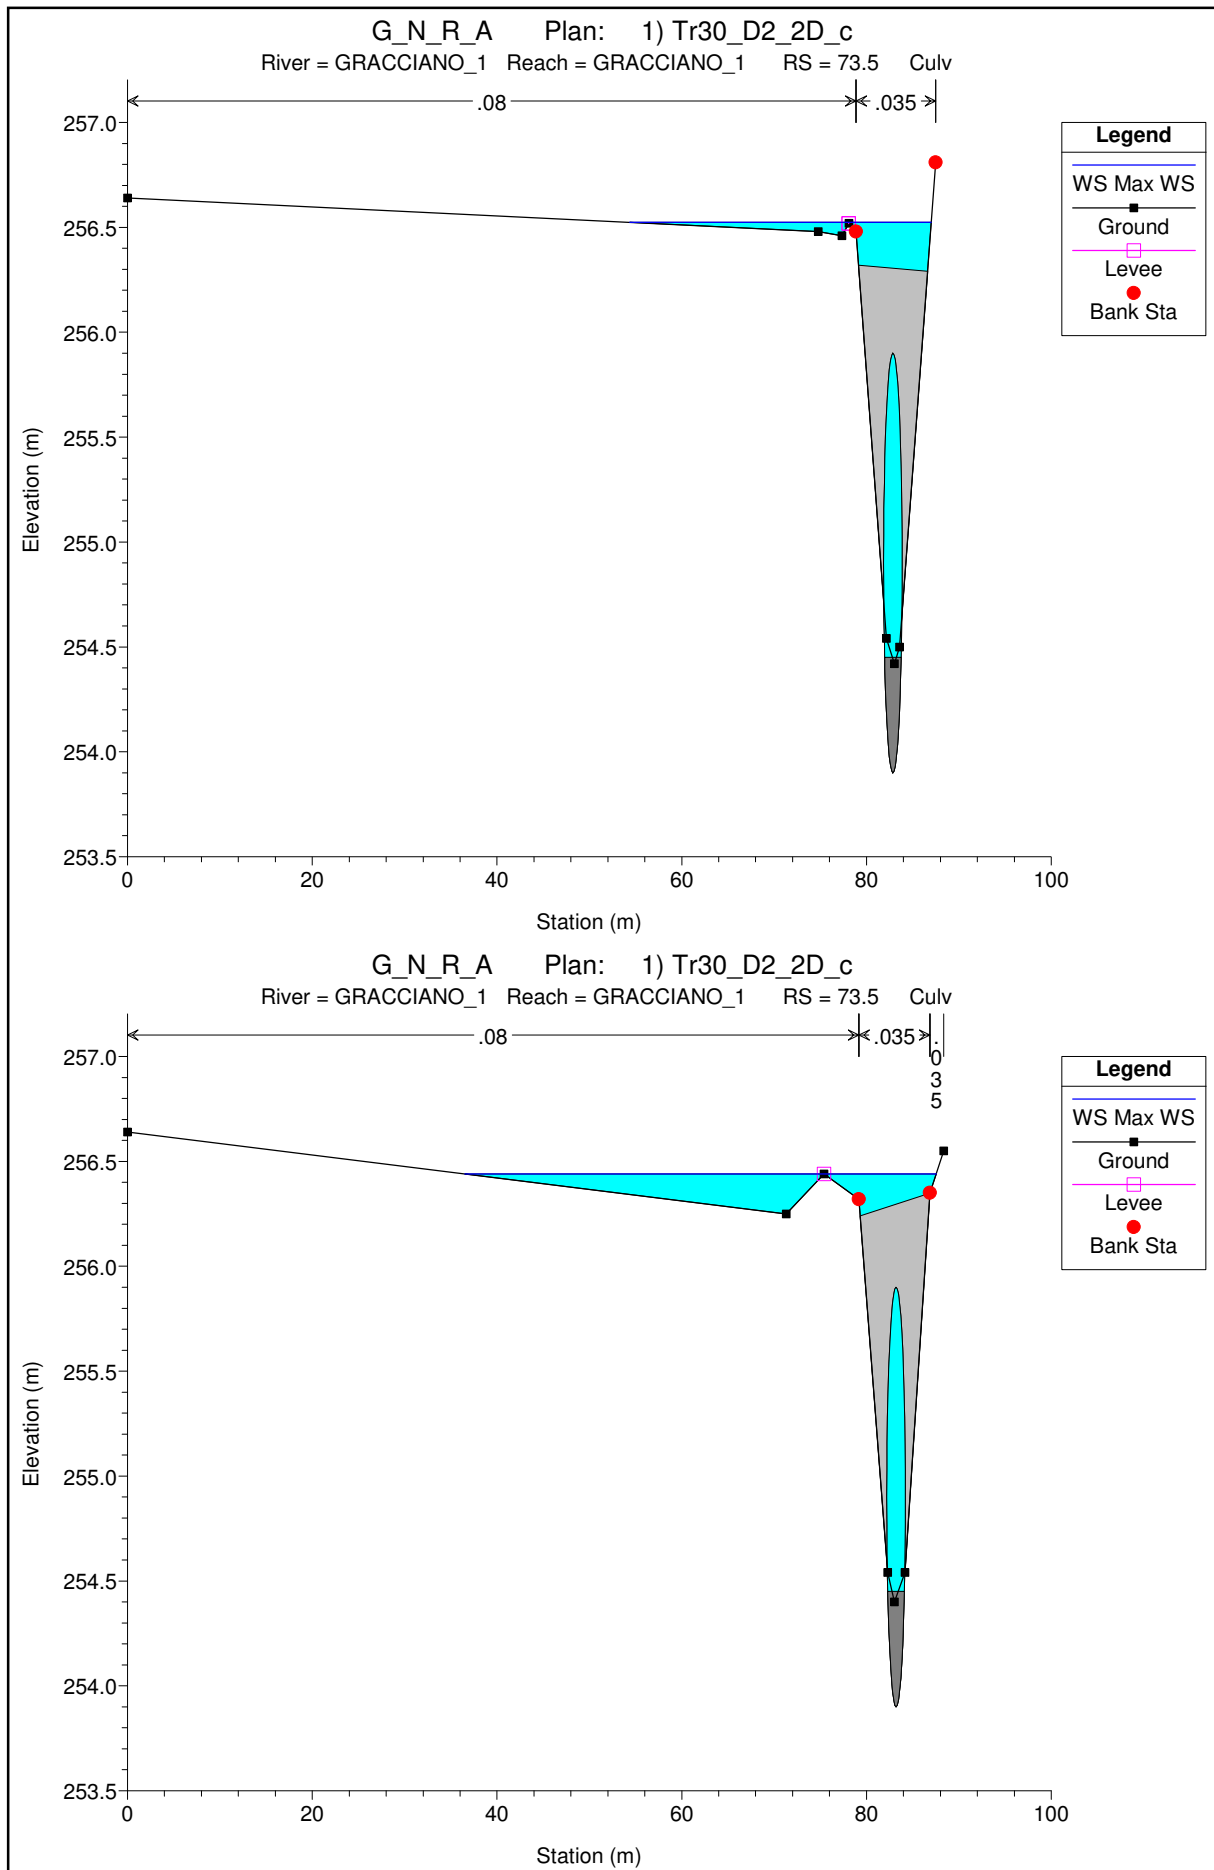 G_N_R_A Plan: 1) Tr30_D2_2D_c
River = GRACCIANO_1 Reach = GRACCIANO_1 RS = 73.5 Culv
.08 .035
Legend
WS Max WS
Ground
Levee
Bank Sta
257.0
256.5
256.0
255.5
255.0
254.5
254.0
253.5
Elevation (m)
0 20 40 60 80 100
Station (m)
G_N_R_A Plan: 1) Tr30_D2_2D_c
River = GRACCIANO_1 Reach = GRACCIANO_1 RS = 73.5 Culv
.08 .035 .
0
3
5
Legend
WS Max WS
Ground
Levee
Bank Sta
257.0
256.5
256.0
255.5
255.0
254.5
254.0
253.5
Elevation (m)
0 20 40 60 80 100
Station (m)